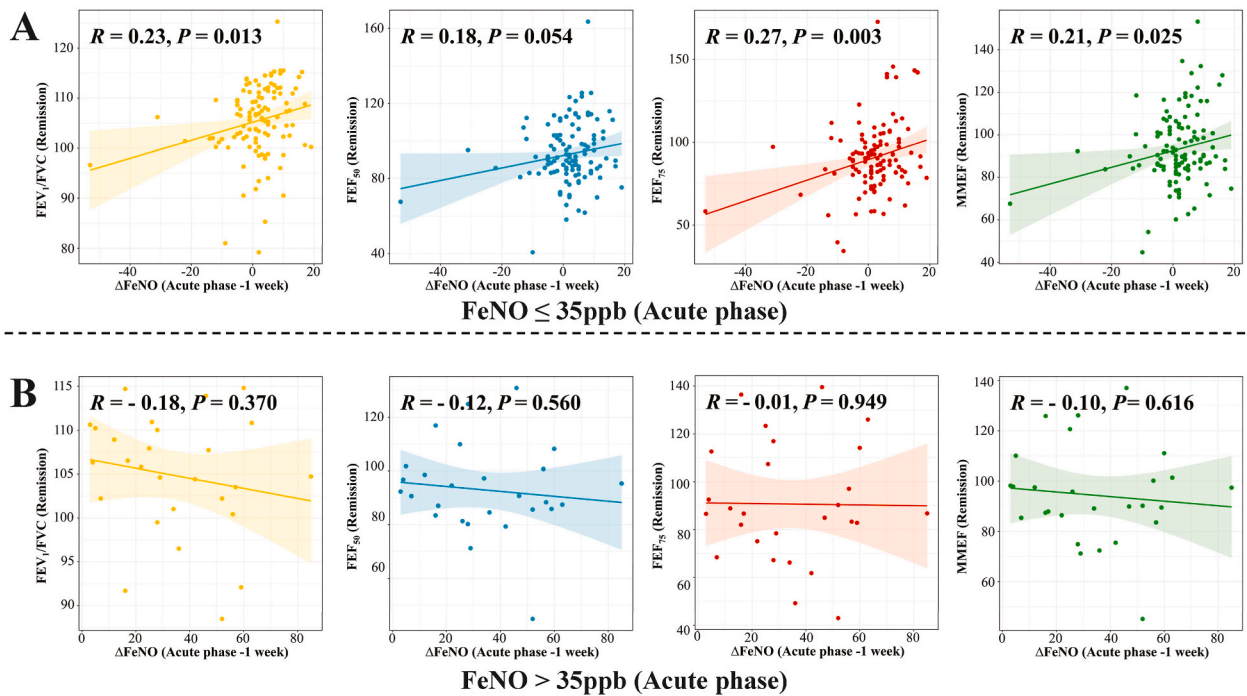 A
R = 0.23, P = 0.013
FEV₁/FVC (Remission)
120
110
100
90
80
-40
-20
0
20
ΔFeNO (Acute phase -1 week)
R = 0.18, P = 0.054
FEF₅₀ (Remission)
160
120
80
40
-40
-20
0
20
ΔFeNO (Acute phase -1 week)
R = 0.27, P = 0.003
FEF₇₅ (Remission)
150
100
50
-40
-20
0
20
ΔFeNO (Acute phase -1 week)
R = 0.21, P = 0.025
MMEF (Remission)
160
140
120
100
80
60
40
-40
-20
0
20
ΔFeNO (Acute phase -1 week)
FeNO ≤ 35ppb (Acute phase)
B
R = - 0.18, P = 0.370
FEV₁/FVC (Remission)
115
110
105
100
95
90
0
20
40
60
80
ΔFeNO (Acute phase -1 week)
R = - 0.12, P = 0.560
FEF₅₀ (Remission)
120
100
80
60
0
20
40
60
80
ΔFeNO (Acute phase -1 week)
R = - 0.01, P = 0.949
FEF₇₅ (Remission)
140
120
100
80
60
40
0
20
40
60
80
ΔFeNO (Acute phase -1 week)
R = - 0.10, P= 0.616
MMEF (Remission)
140
120
100
80
60
0
20
40
60
80
ΔFeNO (Acute phase -1 week)
FeNO > 35ppb (Acute phase)